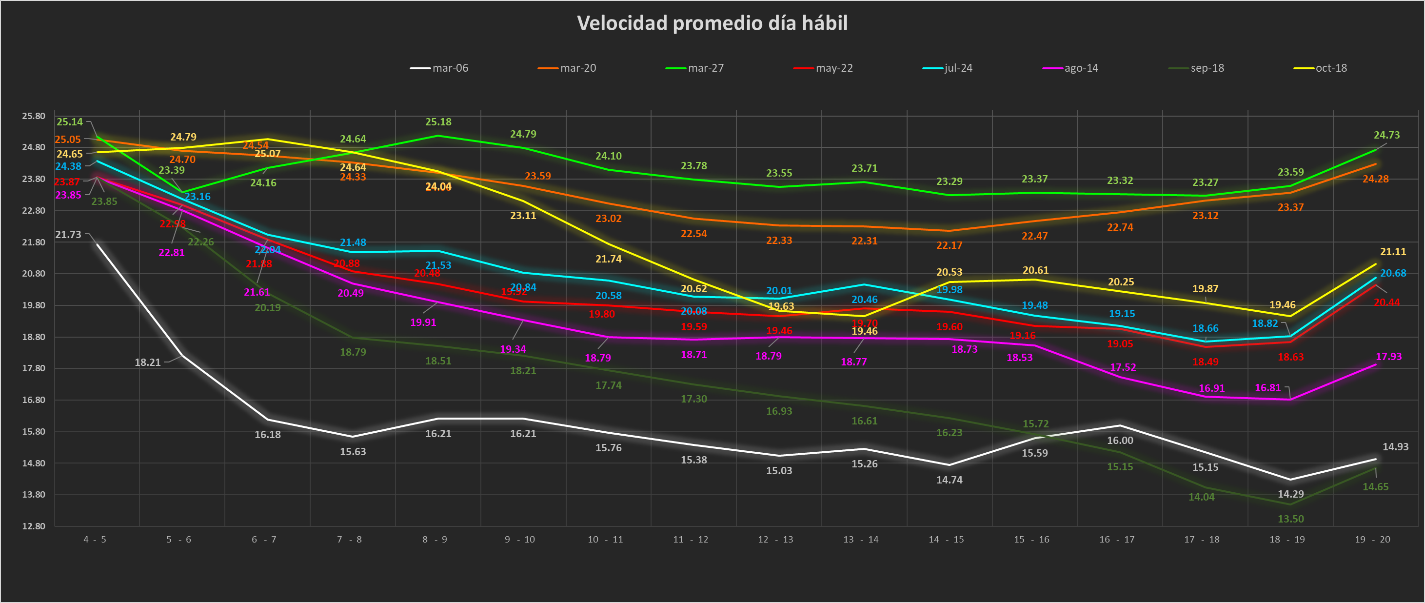 Velocidad promedio día hábil
mar-06 mar-20 mar-27 may-22 jul-24 ago-14 sep-18 oct-18
25.80
24.80
23.80
22.80
21.80
20.80
19.80
18.80
17.80
16.80
15.80
14.80
13.80
12.80
21.73 18.21 16.18 15.63 16.21 16.21 15.76 15.38 15.03 15.26 14.74 15.59 16.00 15.15 14.29 14.93
25.05 24.70 24.54 24.33 24.04 23.59 23.02 22.54 22.33 22.31 22.17 22.47 22.74 23.12 23.37 24.28
25.14 23.39 24.16 24.64 25.18 24.79 24.10 23.78 23.55 23.71 23.29 23.37 23.32 23.27 23.59 24.73
23.87 21.88 20.88 20.48 19.80 19.59 19.46 19.70 19.60 19.16 19.05 18.49 18.63 20.44
24.38 23.16 22.04 21.48 21.53 20.84 20.58 20.08 20.01 20.46 19.98 19.48 19.15 18.66 18.82 20.68
23.85 22.81 21.61 20.49 19.91 19.34 18.79 18.71 18.79 18.77 18.73 18.53 17.52 16.91 16.81 17.93
23.85 22.26 20.19 18.79 18.51 18.21 17.74 17.30 16.93 16.61 16.23 15.72 15.15 14.04 13.50 14.65
24.65 24.79 25.07 24.64 24.04 23.11 21.74 20.62 19.63 19.46 20.53 20.61 20.25 19.87 19.46 21.11
4 - 5 5 - 6 6 - 7 7 - 8 8 - 9 9 - 10 10 - 11 11 - 12 12 - 13 13 - 14 14 - 15 15 - 16 16 - 17 17 - 18 18 - 19 19 - 20